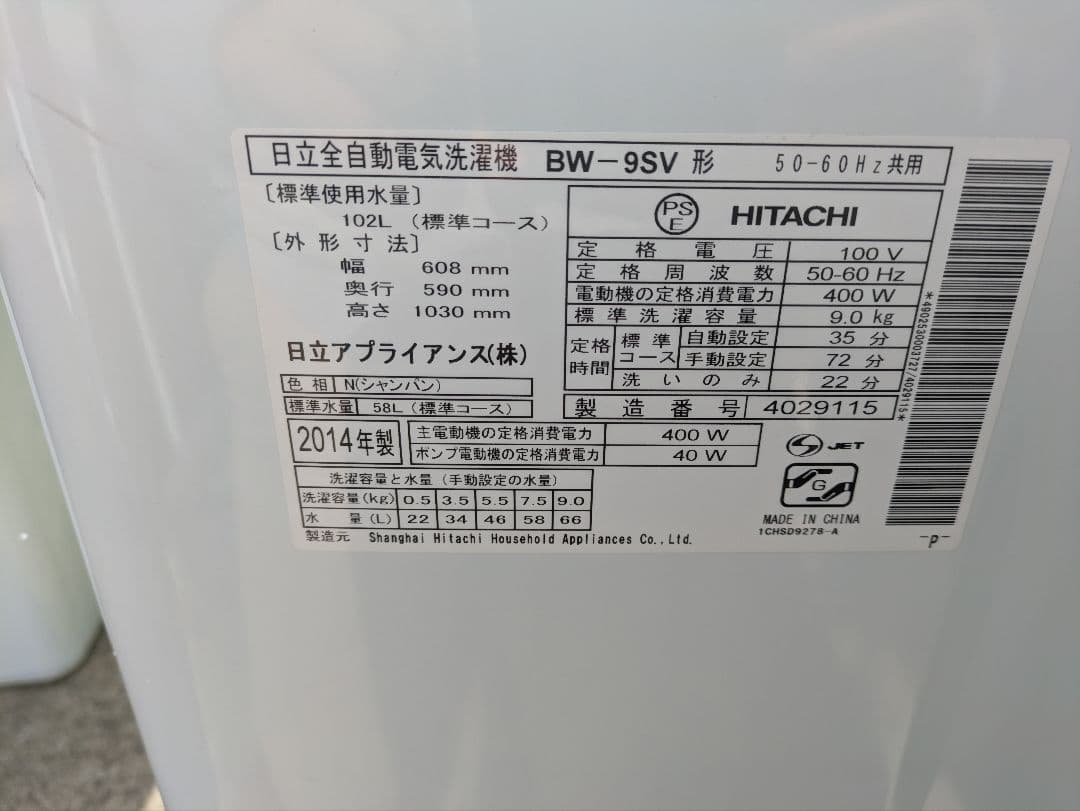 日立全自動電気洗濯機 BW-9SV 形 50-60Hz共用
〔標準使用水量〕
102L (標準コース)
〔外形寸法〕
幅 608 mm
奥行 590 mm
高さ 1030 mm
日立アプライアンス(株)
色相 N(シャンパン)
標準水量 58L (標準コース)
PS
E
HITACHI
定格電圧 100 V
定格周波数 50-60 Hz
電動機の定格消費電力 400 W
標準洗濯容量 9.0 kg
定格時間 標準コース 自動設定 35 分
手動設定 72 分
洗いのみ 22 分
製造番号 4029115
2014年製
主電動機の定格消費電力 400 W
ポンプ電動機の定格消費電力 40 W
洗濯容量と水量 (手動設定の水量)
洗濯容量(kg) 0.5 3.5 5.5 7.5 9.0
水量(L) 22 34 46 58 66
製造元 Shanghai Hitachi Household Appliances Co.,Ltd.
JET
G
MADE IN CHINA
1CHSD9278-A
-P-
*4902530003727/4029115*